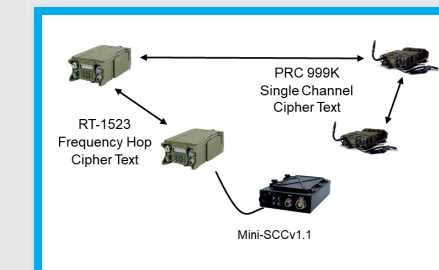 PRC 999K
Single Channel
Cipher Text
RT-1523
Frequency Hop
Cipher Text
Mini-SCCv1.1